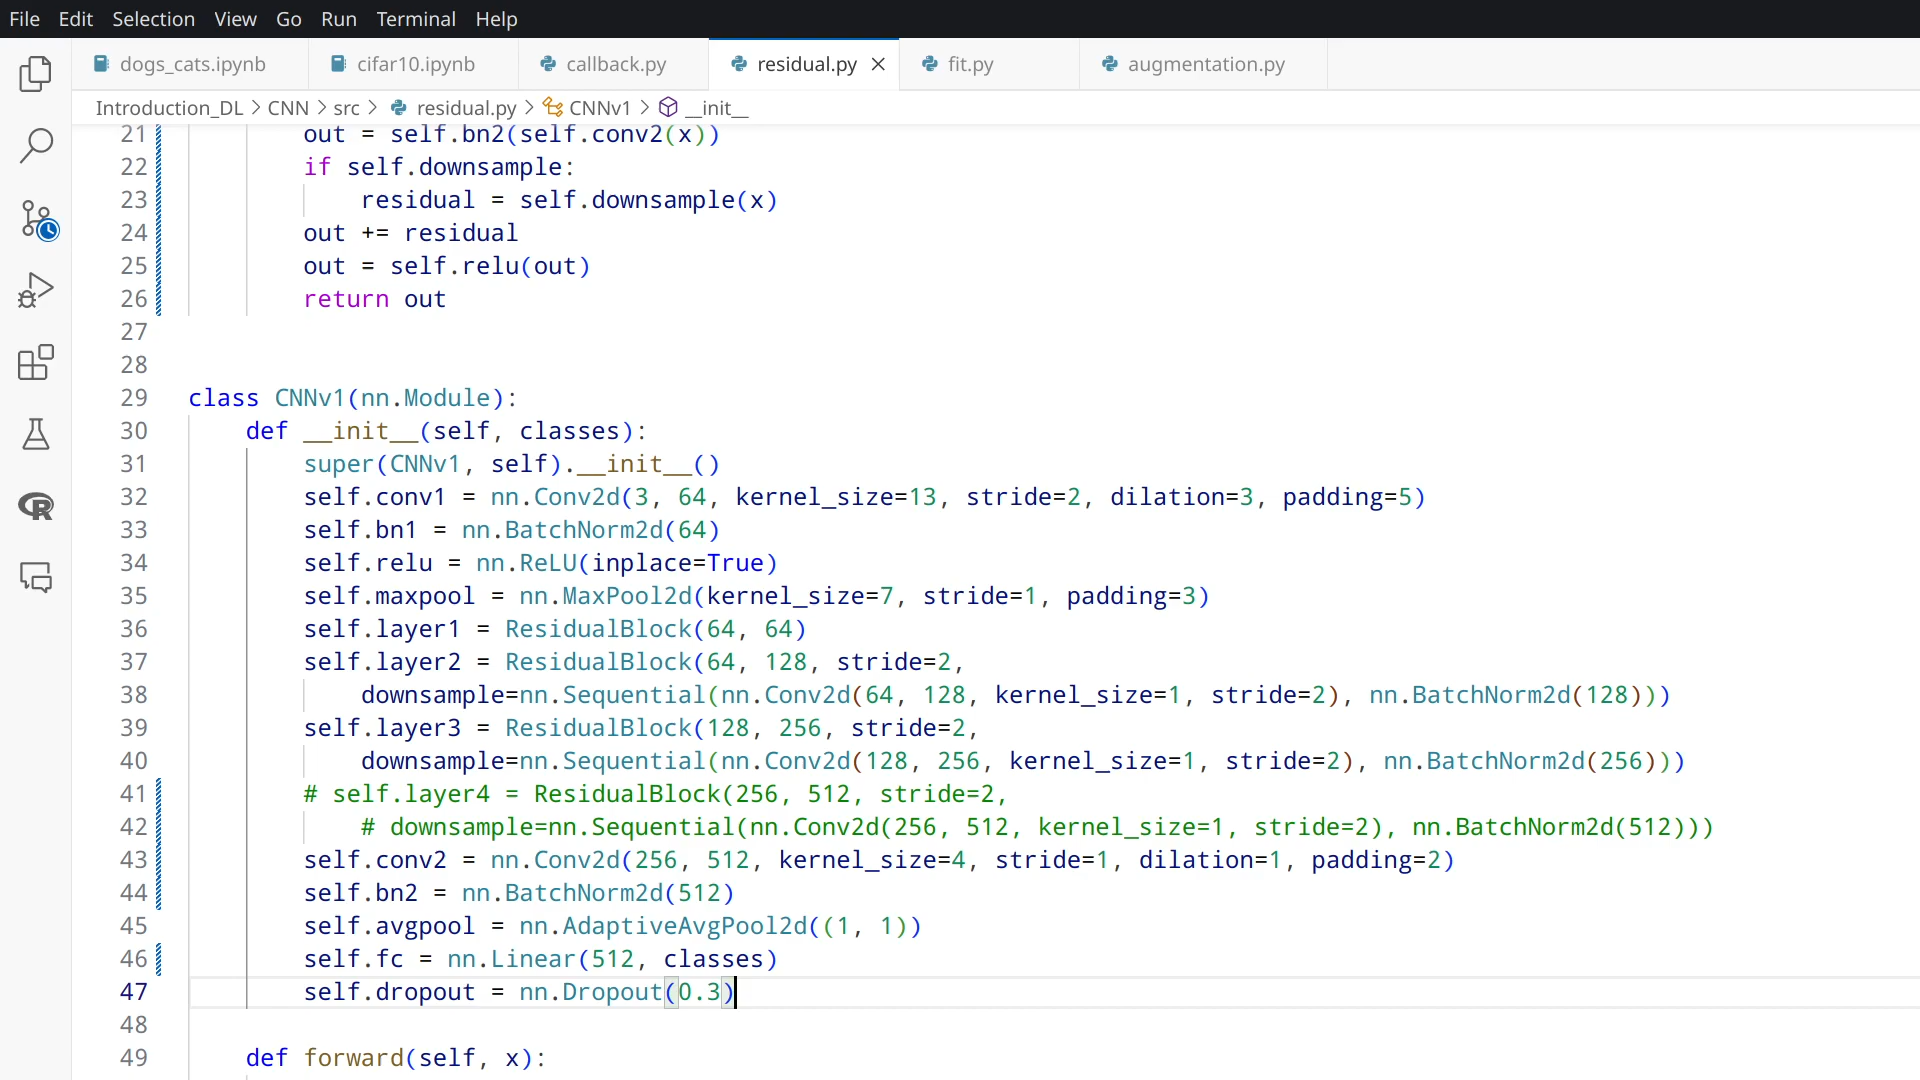 File Edit Selection View Go Run Terminal Help
dogs_cats.ipynb cifar10.ipynb callback.py residual.py fit.py augmentation.py
Introduction_DL > CNN > src > residual.py > CNNv1 > __init__
21 out = self.bn2(self.conv2(x))
22 if self.downsample:
23 residual = self.downsample(x)
24 out += residual
25 out = self.relu(out)
26 return out
27
28
29 class CNNv1(nn.Module):
30 def __init__(self, classes):
31 super(CNNv1, self).__init__()
32 self.conv1 = nn.Conv2d(3, 64, kernel_size=13, stride=2, dilation=3, padding=5)
33 self.bn1 = nn.BatchNorm2d(64)
34 self.relu = nn.ReLU(inplace=True)
35 self.maxpool = nn.MaxPool2d(kernel_size=7, stride=1, padding=3)
36 self.layer1 = ResidualBlock(64, 64)
37 self.layer2 = ResidualBlock(64, 128, stride=2,
38 downsample=nn.Sequential(nn.Conv2d(64, 128, kernel_size=1, stride=2), nn.BatchNorm2d(128)))
39 self.layer3 = ResidualBlock(128, 256, stride=2,
40 downsample=nn.Sequential(nn.Conv2d(128, 256, kernel_size=1, stride=2), nn.BatchNorm2d(256)))
41 # self.layer4 = ResidualBlock(256, 512, stride=2,
42 # downsample=nn.Sequential(nn.Conv2d(256, 512, kernel_size=1, stride=2), nn.BatchNorm2d(512)))
43 self.conv2 = nn.Conv2d(256, 512, kernel_size=4, stride=1, dilation=1, padding=2)
44 self.bn2 = nn.BatchNorm2d(512)
45 self.avgpool = nn.AdaptiveAvgPool2d((1, 1))
46 self.fc = nn.Linear(512, classes)
47 self.dropout = nn.Dropout(0.3)
48
49 def forward(self, x):